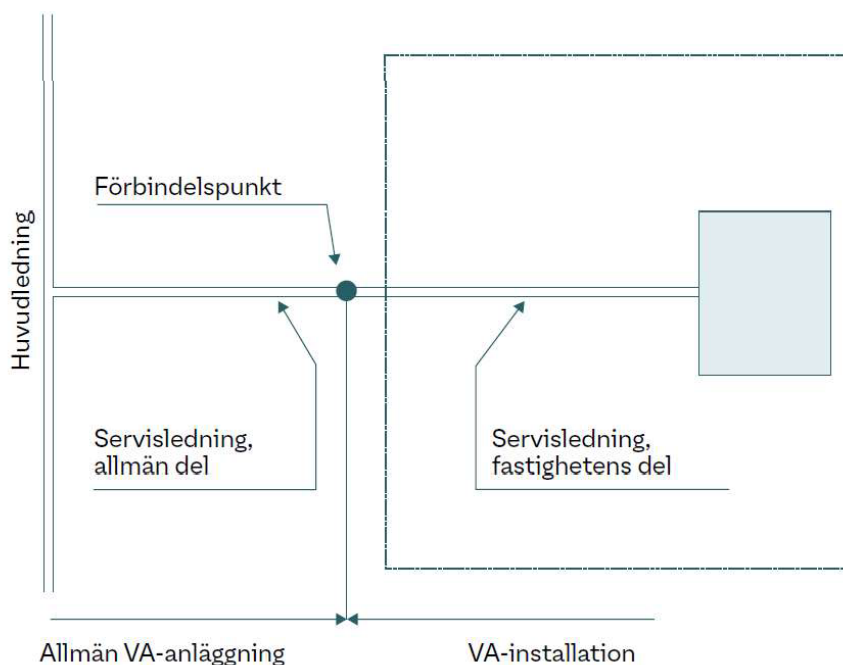 Förbindelspunkt
Huvudledning
Servisledning,
allmän del
Servisledning,
fastighetens del
Allmän VA-anläggning
VA-installation